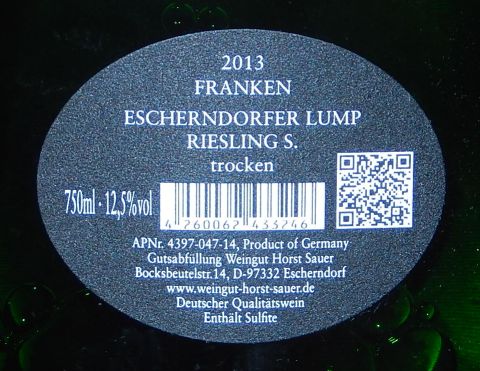 2013
FRANKEN
ESCHERNDORFER LUMP
RIESLING S.
trocken
750ml · 12,5%vol
4 260062 433246
APNr. 4397-047-14, Product of Germany
Gutsabfüllung Weingut Horst Sauer
Bocksbeutelstr.14, D-97332 Escherndorf
www.weingut-horst-sauer.de
Deutscher Qualitätswein
Enthält Sulfite